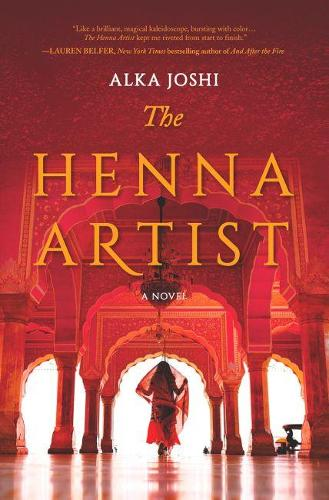 "Like a brilliant, magical kaleidoscope, bursting with color...
The Henna Artist kept me riveted from start to finish."
—LAUREN BELFER, New York Times bestselling author of And After the Fire
ALKA JOSHI
The
HENNA
ARTIST
A NOVEL